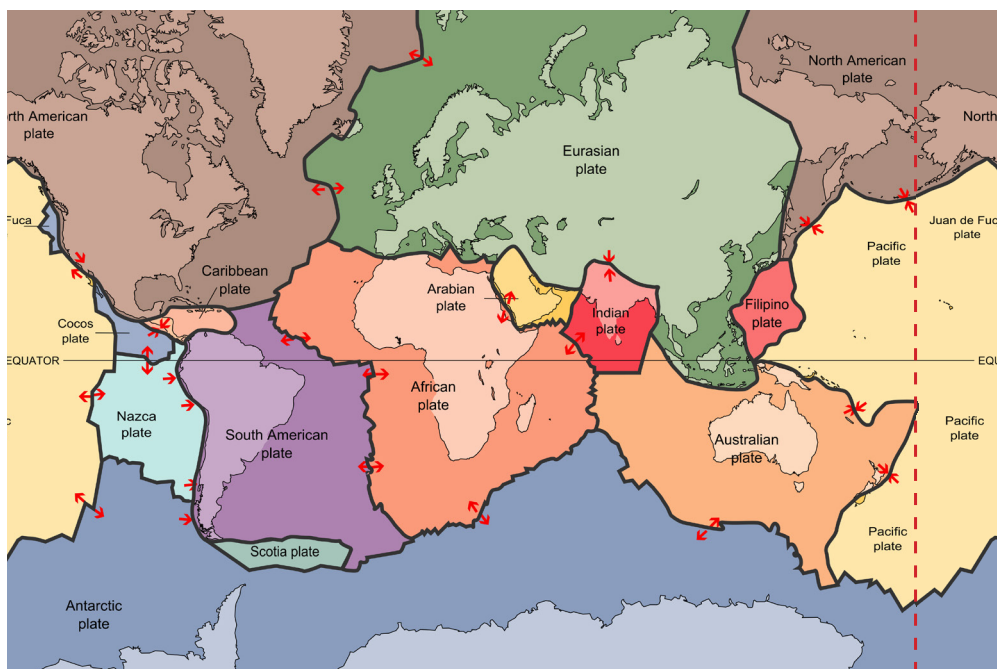 North American
plate
rth American
plate
North
Eurasian
plate
Fuca
Juan de Fuc
plate
Pacific
plate
Caribbean
plate
Arabian
plate
Indian
plate
Filipino
plate
Cocos
plate
EQUATOR
EQU
African
plate
Nazca
plate
c
South American
plate
Australian
plate
Pacific
plate
Pacific
plate
Scotia plate
Antarctic
plate